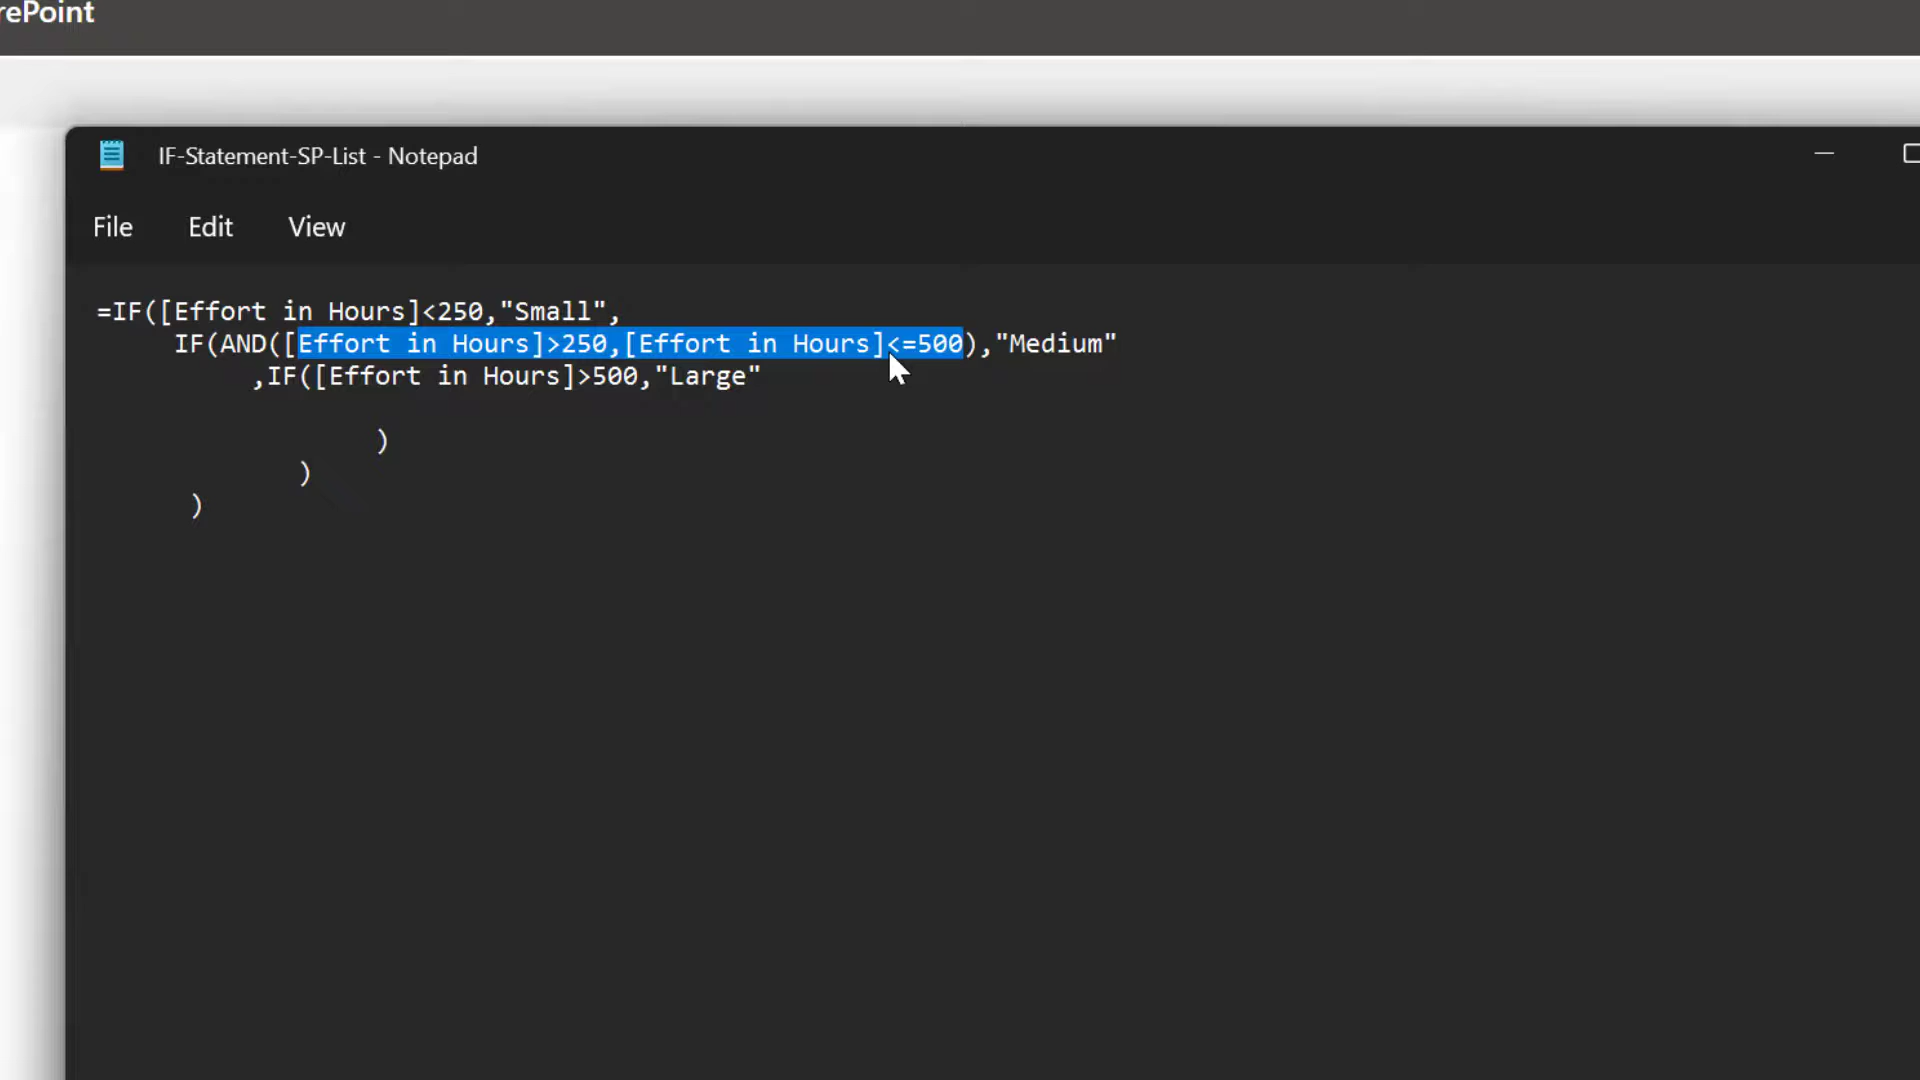 rePoint
IF-Statement-SP-List - Notepad
File Edit View
=IF([Effort in Hours]<250,"Small",
IF(AND([Effort in Hours]>250,[Effort in Hours]<=500),"Medium"
,IF([Effort in Hours]>500,"Large"
)
)
)